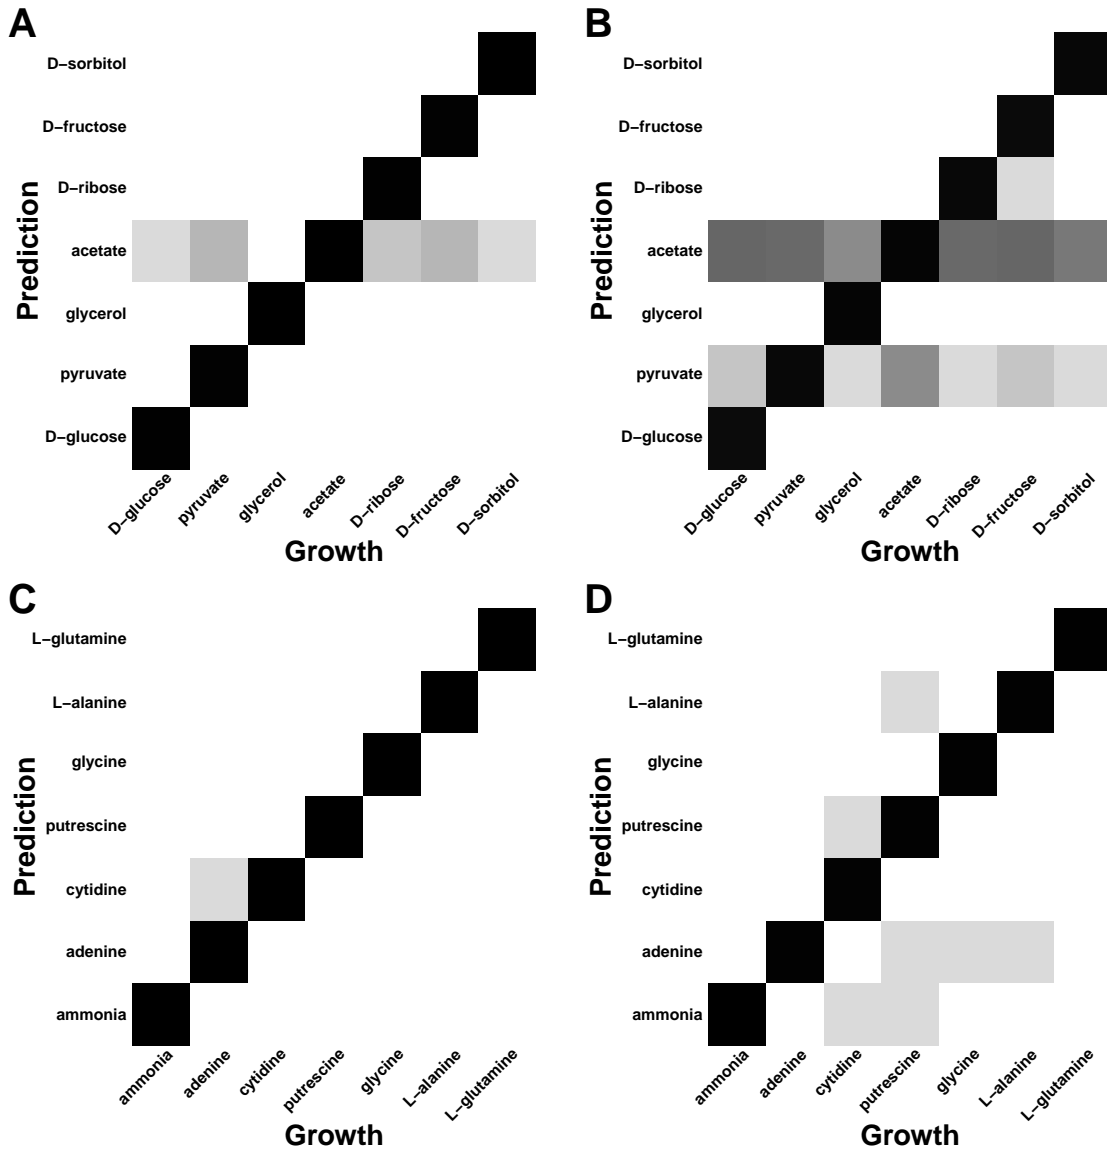 A
D−sorbitol
D−fructose
D−ribose
acetate
glycerol
pyruvate
D−glucose
Prediction
D−glucose
pyruvate
glycerol
acetate
D−ribose
D−fructose
D−sorbitol
Growth
B
D−sorbitol
D−fructose
D−ribose
acetate
glycerol
pyruvate
D−glucose
Prediction
D−glucose
pyruvate
glycerol
acetate
D−ribose
D−fructose
D−sorbitol
Growth
C
L−glutamine
L−alanine
glycine
putrescine
cytidine
adenine
ammonia
Prediction
ammonia
adenine
cytidine
putrescine
glycine
L−alanine
L−glutamine
Growth
D
L−glutamine
L−alanine
glycine
putrescine
cytidine
adenine
ammonia
Prediction
ammonia
adenine
cytidine
putrescine
glycine
L−alanine
L−glutamine
Growth